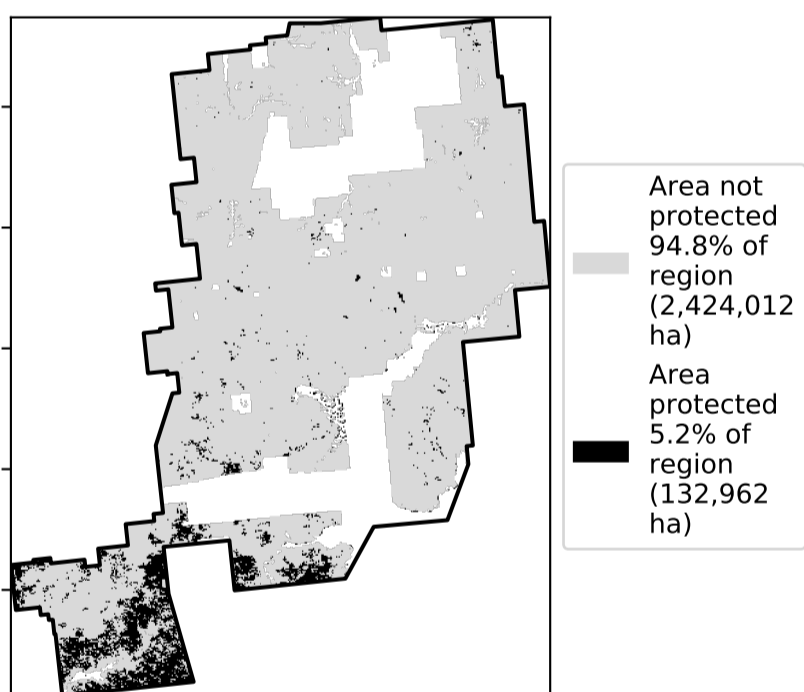 Area not
protected
94.8% of
region
(2,424,012
ha)
Area
protected
5.2% of
region
(132,962
ha)